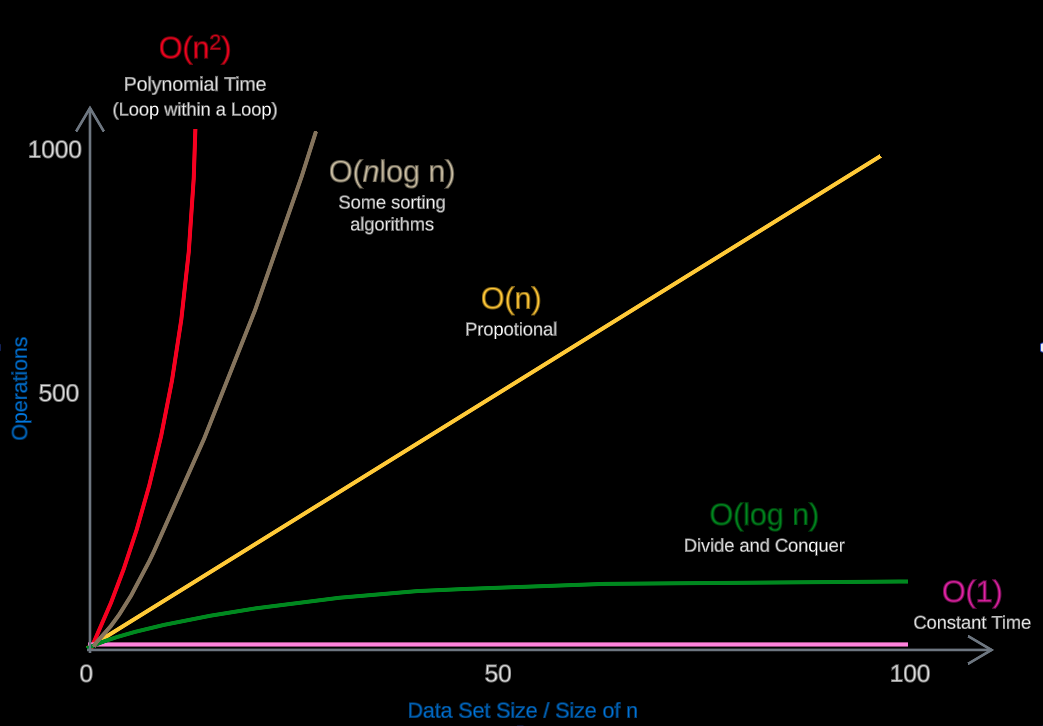 O(n²)
Polynomial Time
(Loop within a Loop)
1000
O(nlog n)
Some sorting
algorithms
O(n)
Propotional
Operations
500
O(log n)
Divide and Conquer
O(1)
Constant Time
0
50
100
Data Set Size / Size of n